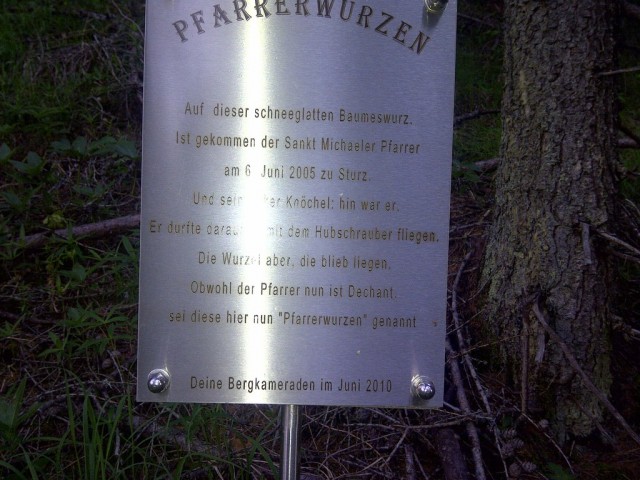 PFARRERWURZEN
Auf dieser schneeglatten Baumeswurz.
Ist gekommen der Sankt Michaeler Pfarrer
am 6. Juni 2005 zu Sturz.
Und sein Knöchel: hin war er.
Er durfte mit dem Hubschrauber fliegen.
Die Wurzel aber, die blieb liegen.
Obwohl der Pfarrer nun ist Dechant,
sei diese hier nun "Pfarrerwurzen" genannt
Deine Bergkameraden im Juni 2010